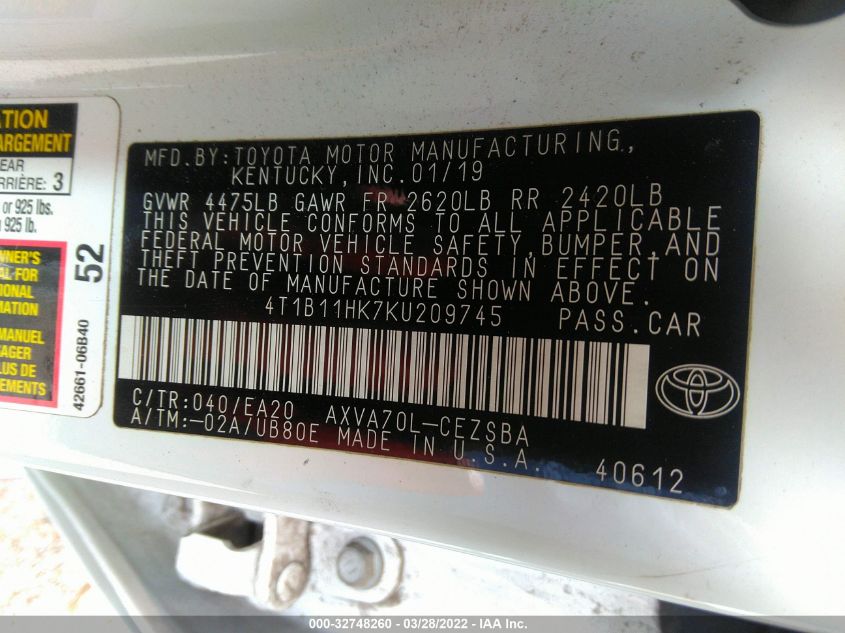 ATION
ARGEMENT
EAR
ARRIÈRE: 3
or 925 lbs.
925 lb.
52
WNER'S
AL FOR
IONAL
MATION
MANUEL
AGER
LUS DE
EMENTS
42661-06B40
MFD.BY:TOYOTA MOTOR MANUFACTURING,
KENTUCKY,INC.01/19
GVWR 4475LB GAWR FR 2620LB RR 2420LB
THIS VEHICLE CONFORMS TO ALL APPLICABLE
FEDERAL MOTOR VEHICLE SAFETY,BUMPER,AND
THEFT PREVENTION STANDARDS IN EFFECT ON
THE DATE OF MANUFACTURE SHOWN ABOVE.
4T1B11HK7KU209745 PASS.CAR
C/TR:040/EA20 AXVA70L-CEZSBA
A/TM:-02A/UB80E MADE IN U.S.A.
40612
000-32748260 - 03/28/2022 - IAA Inc.